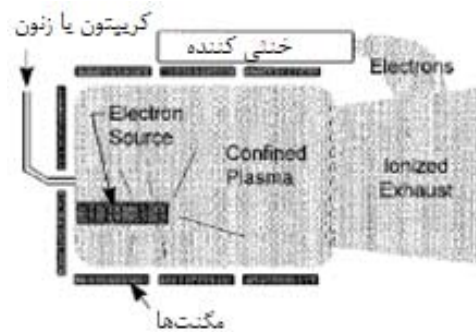 کریپتون یا زنون
خنثی کننده
Electrons
Electron
Source
Confined
Plasma
Ionized
Exhaust
مگنت‌ها